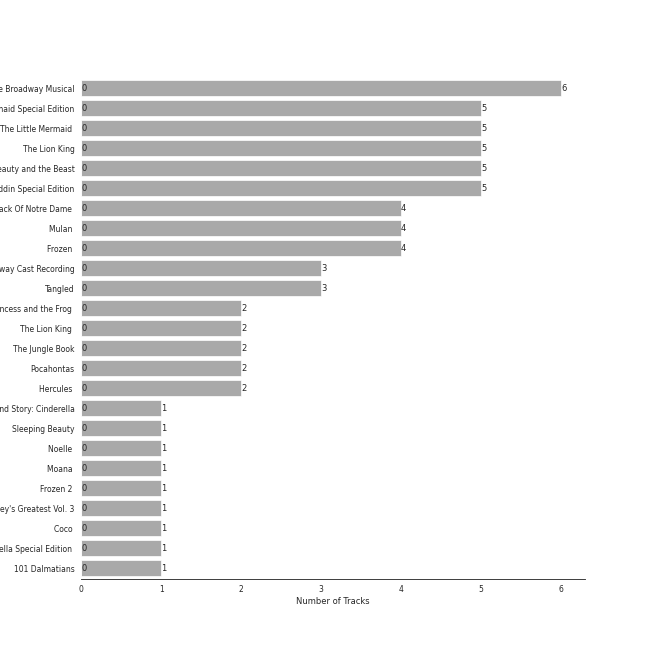 e Broadway Musical 0 6
naid Special Edition 0 5
The Little Mermaid 0 5
The Lion King 0 5
eauty and the Beast 0 5
ddin Special Edition 0 5
ack Of Notre Dame 0 4
Mulan 0 4
Frozen 0 4
way Cast Recording 0 3
Tangled 0 3
ncess and the Frog 0 2
The Lion King 0 2
The Jungle Book 0 2
Pocahontas 0 2
Hercules 0 2
nd Story: Cinderella 0 1
Sleeping Beauty 0 1
Noelle 0 1
Moana 0 1
Frozen 2 0 1
ey's Greatest Vol. 3 0 1
Coco 0 1
ella Special Edition 0 1
101 Dalmatians 0 1
0 1 2 3 4 5 6
Number of Tracks